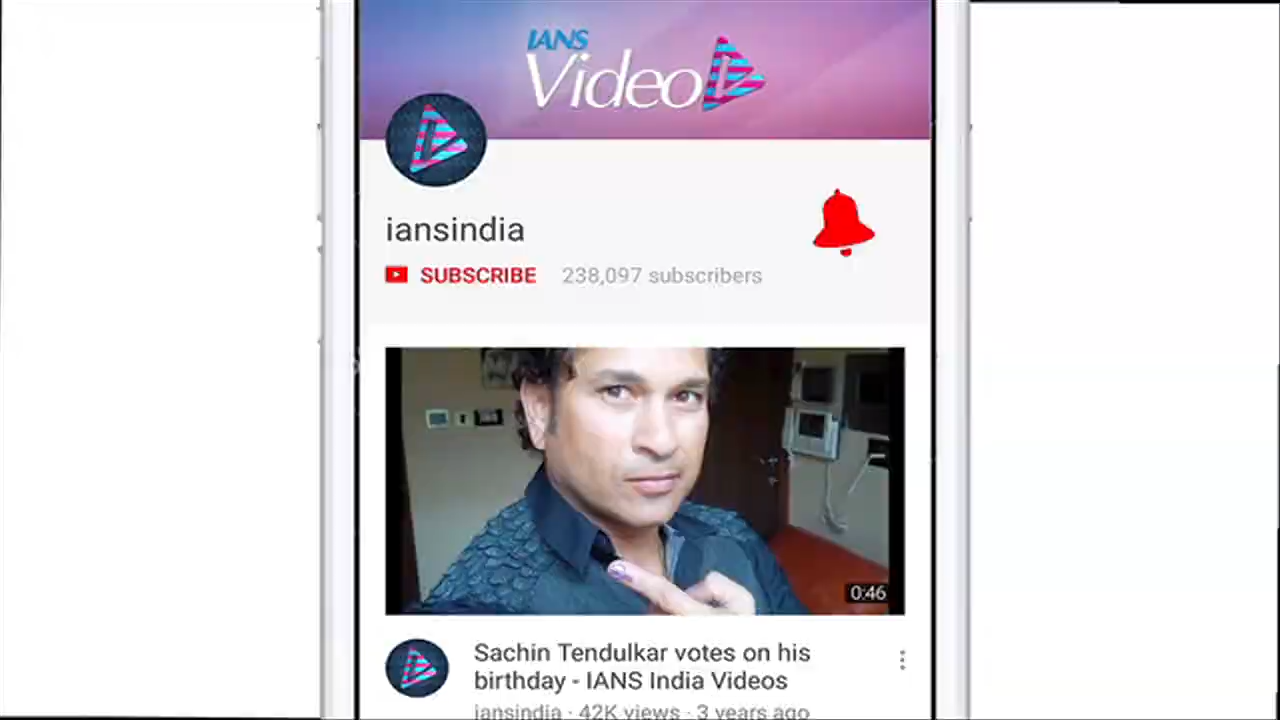 IANS
Video
iansindia
SUBSCRIBE 238,097 subscribers
0:46
Sachin Tendulkar votes on his
birthday - IANS India Videos
iansindia · 42K views · 3 years ago